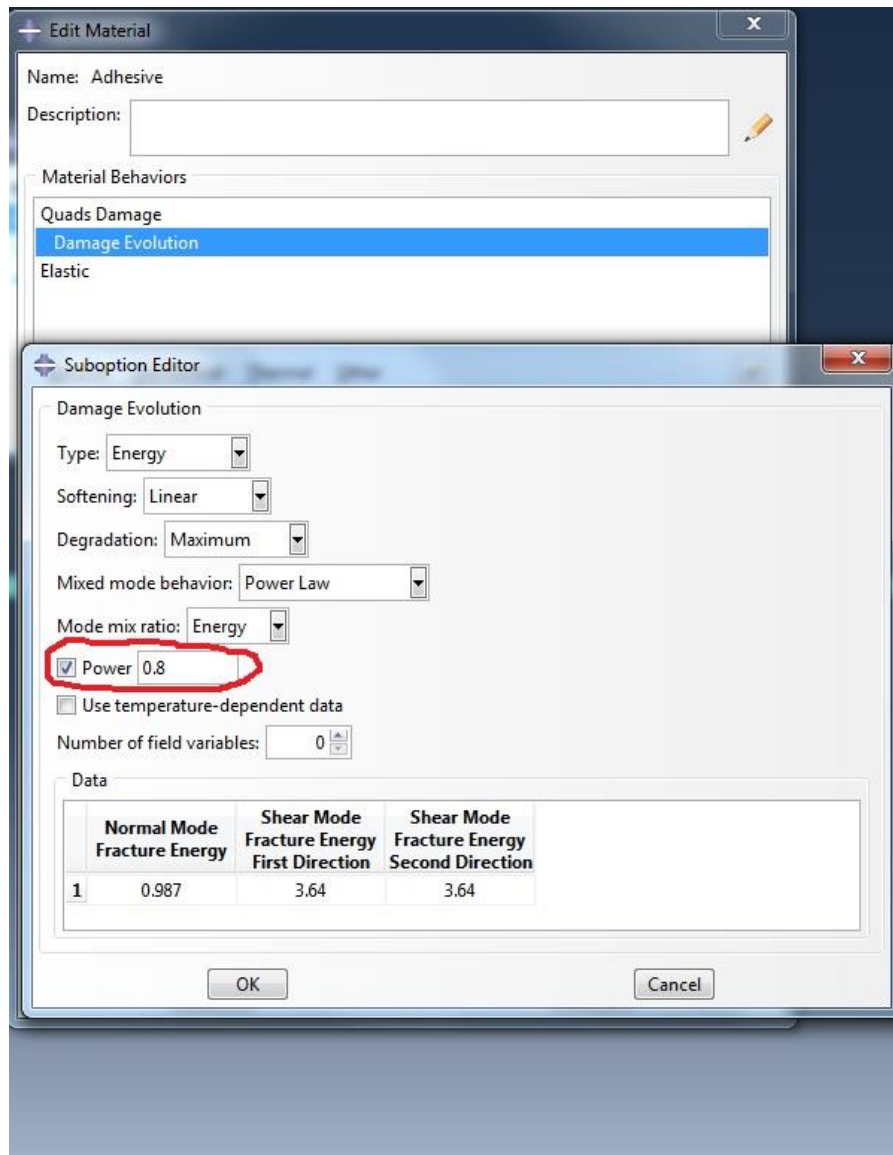 Edit Material
X
Name: Adhesive
Description:
Material Behaviors
Quads Damage
Damage Evolution
Elastic
Suboption Editor
X
Damage Evolution
Type: Energy
Softening: Linear
Degradation: Maximum
Mixed mode behavior: Power Law
Mode mix ratio: Energy
Power 0.8
Use temperature-dependent data
Number of field variables: 0
Data
Normal Mode Fracture Energy Shear Mode Fracture Energy First Direction Shear Mode Fracture Energy Second Direction
1 0.987 3.64 3.64
OK Cancel